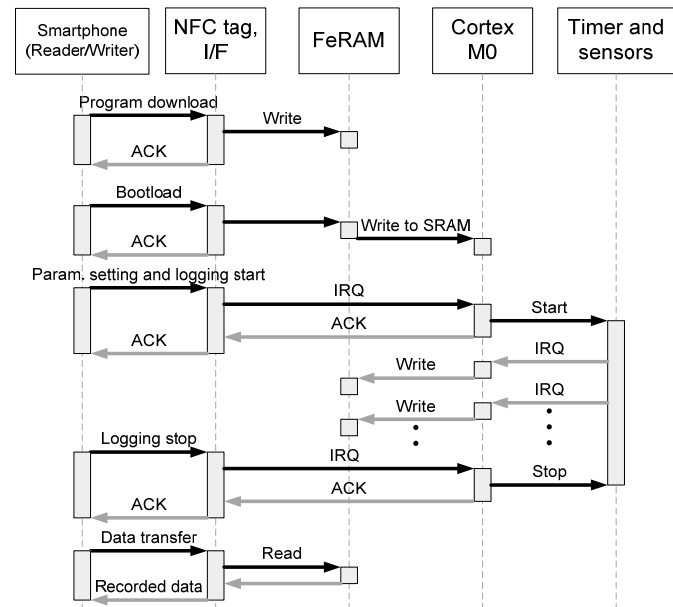 Smartphone
(Reader/Writer)
NFC tag,
I/F
FeRAM
Cortex
M0
Timer and
sensors
Program download
Write
ACK
Bootload
Write to SRAM
ACK
Param. setting and logging start
IRQ
Start
ACK
ACK
IRQ
Write
IRQ
Write
Logging stop
IRQ
Stop
ACK
ACK
Data transfer
Read
Recorded data